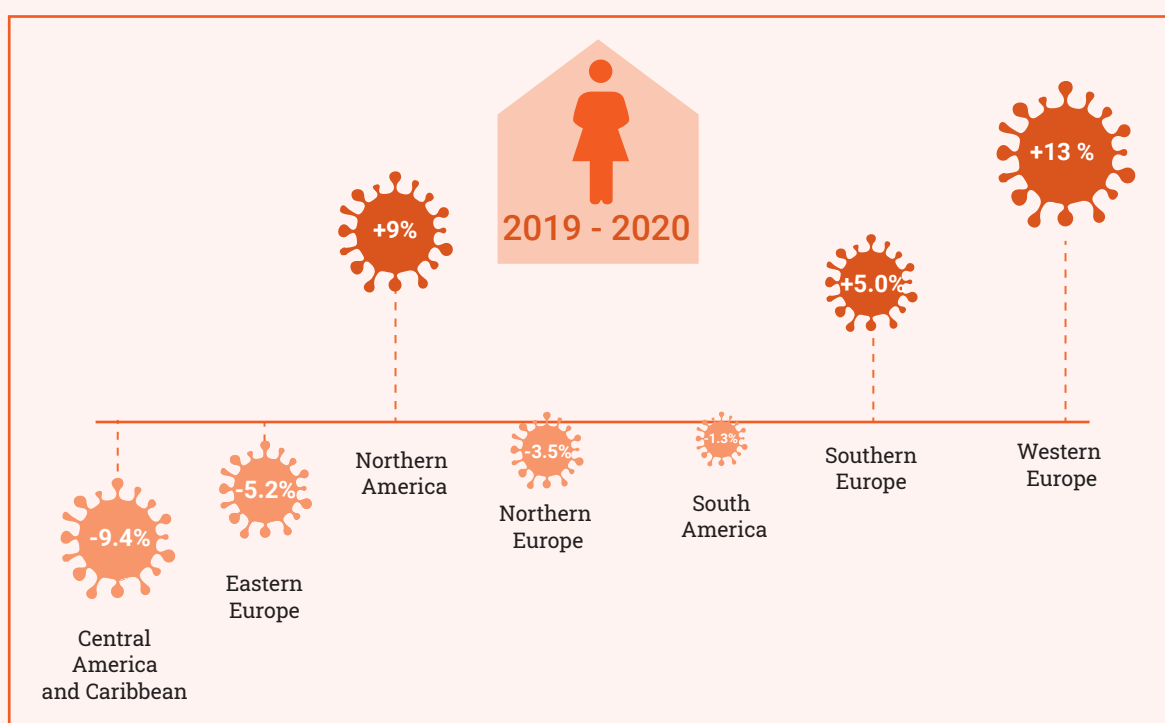 2019 - 2020
-9.4%
Central
America
and Caribbean
-5.2%
Eastern
Europe
+9%
Northern
America
-3.5%
Northern
Europe
-1.3%
South
America
+5.0%
Southern
Europe
+13 %
Western
Europe